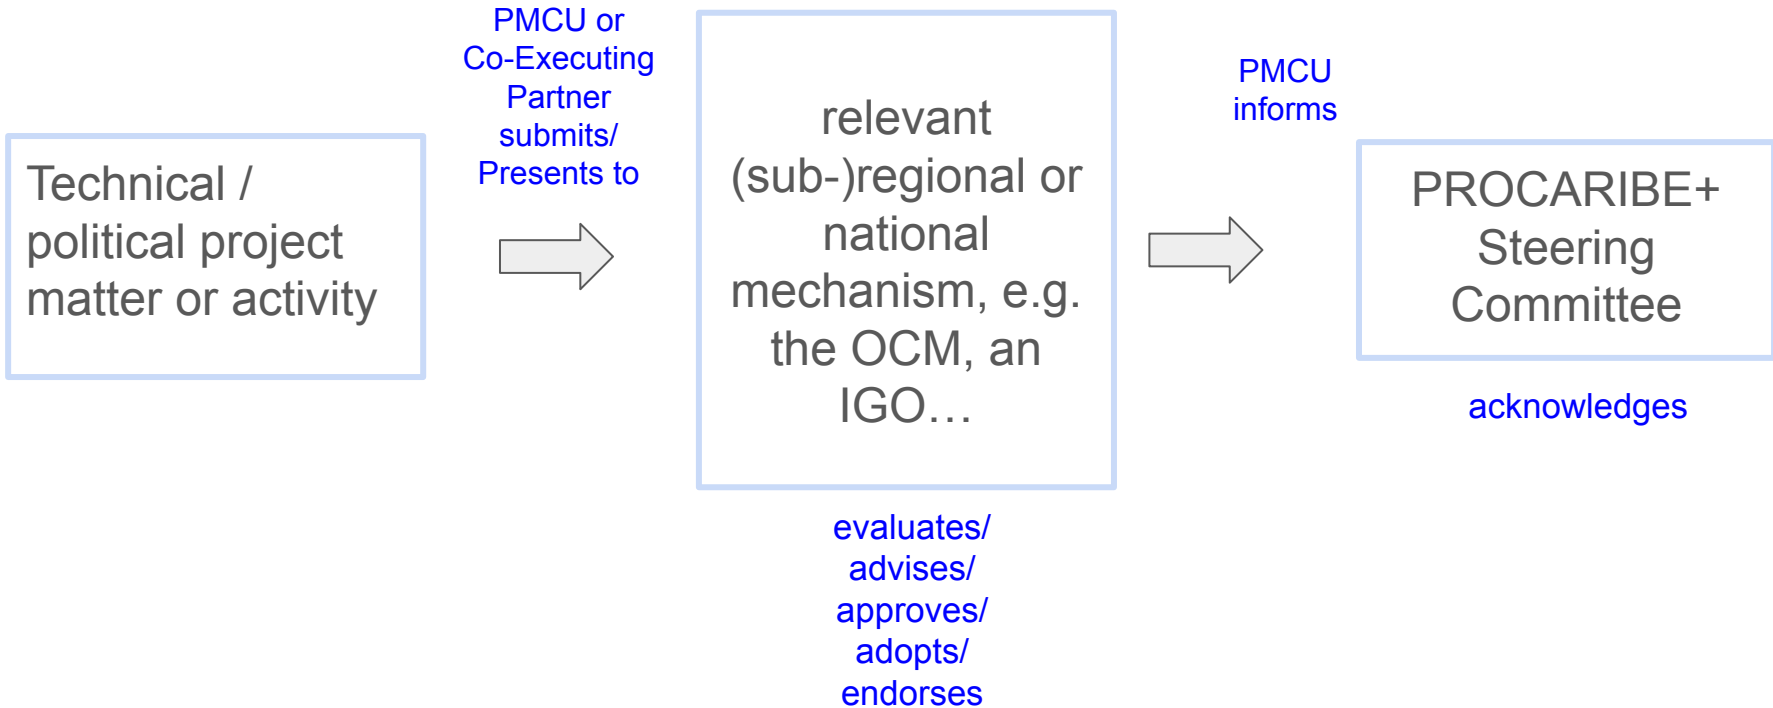 Technical /
political project
matter or activity
PMCU or
Co-Executing
Partner
submits/
Presents to
relevant
(sub-)regional or
national
mechanism, e.g.
the OCM, an
IGO…
evaluates/
advises/
approves/
adopts/
endorses
PMCU
informs
PROCARIBE+
Steering
Committee
acknowledges